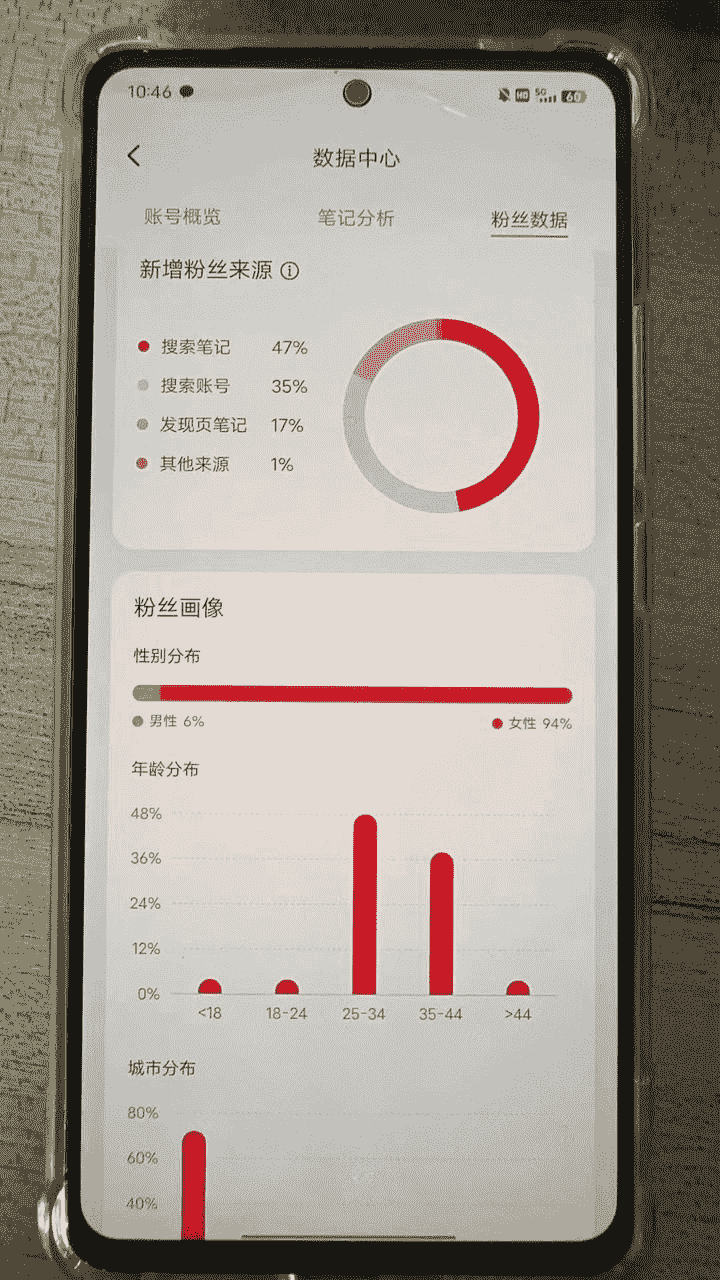 10:46 HD 5G 60
数据中心
账号概览 笔记分析 粉丝数据
新增粉丝来源
搜索笔记 47%
搜索账号 35%
发现页笔记 17%
其他来源 1%
粉丝画像
性别分布
男性 6% 女性 94%
年龄分布
48%
36%
24%
12%
0%
<18 18-24 25-34 35-44 >44
城市分布
80%
60%
40%